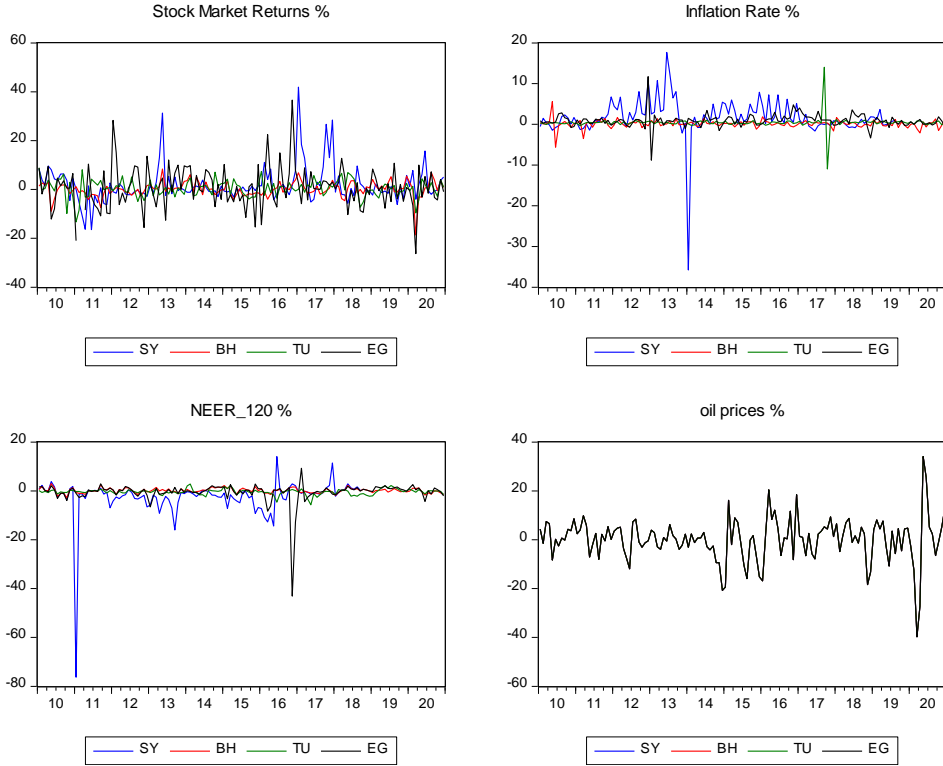 Stock Market Returns %
60
40
20
0
-20
-40
10 11 12 13 14 15 16 17 18 19 20
SY BH TU EG
Inflation Rate %
20
10
0
-10
-20
-30
-40
10 11 12 13 14 15 16 17 18 19 20
SY BH TU EG
NEER_120 %
20
0
-20
-40
-60
-80
10 11 12 13 14 15 16 17 18 19 20
SY BH TU EG
oil prices %
40
20
0
-20
-40
-60
10 11 12 13 14 15 16 17 18 19 20
SY BH TU EG